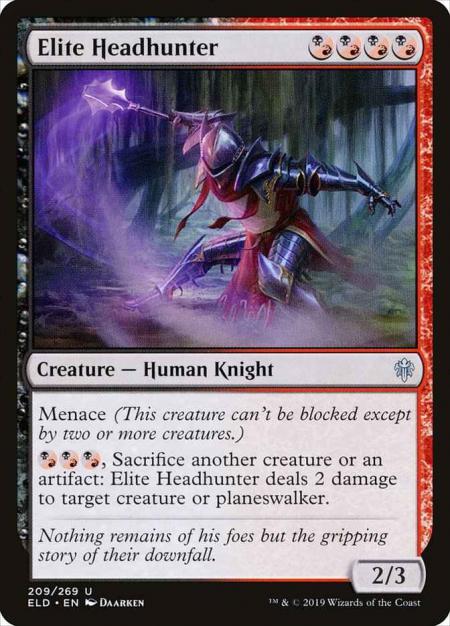 Elite Headhunter
Creature — Human Knight
Menace (This creature can't be blocked except
by two or more creatures.)
, Sacrifice another creature or an
artifact: Elite Headhunter deals 2 damage
to target creature or planeswalker.
Nothing remains of his foes but the gripping
story of their downfall.
2/3
209/269 U
ELD • EN Daarken
™ & © 2019 Wizards of the Coast